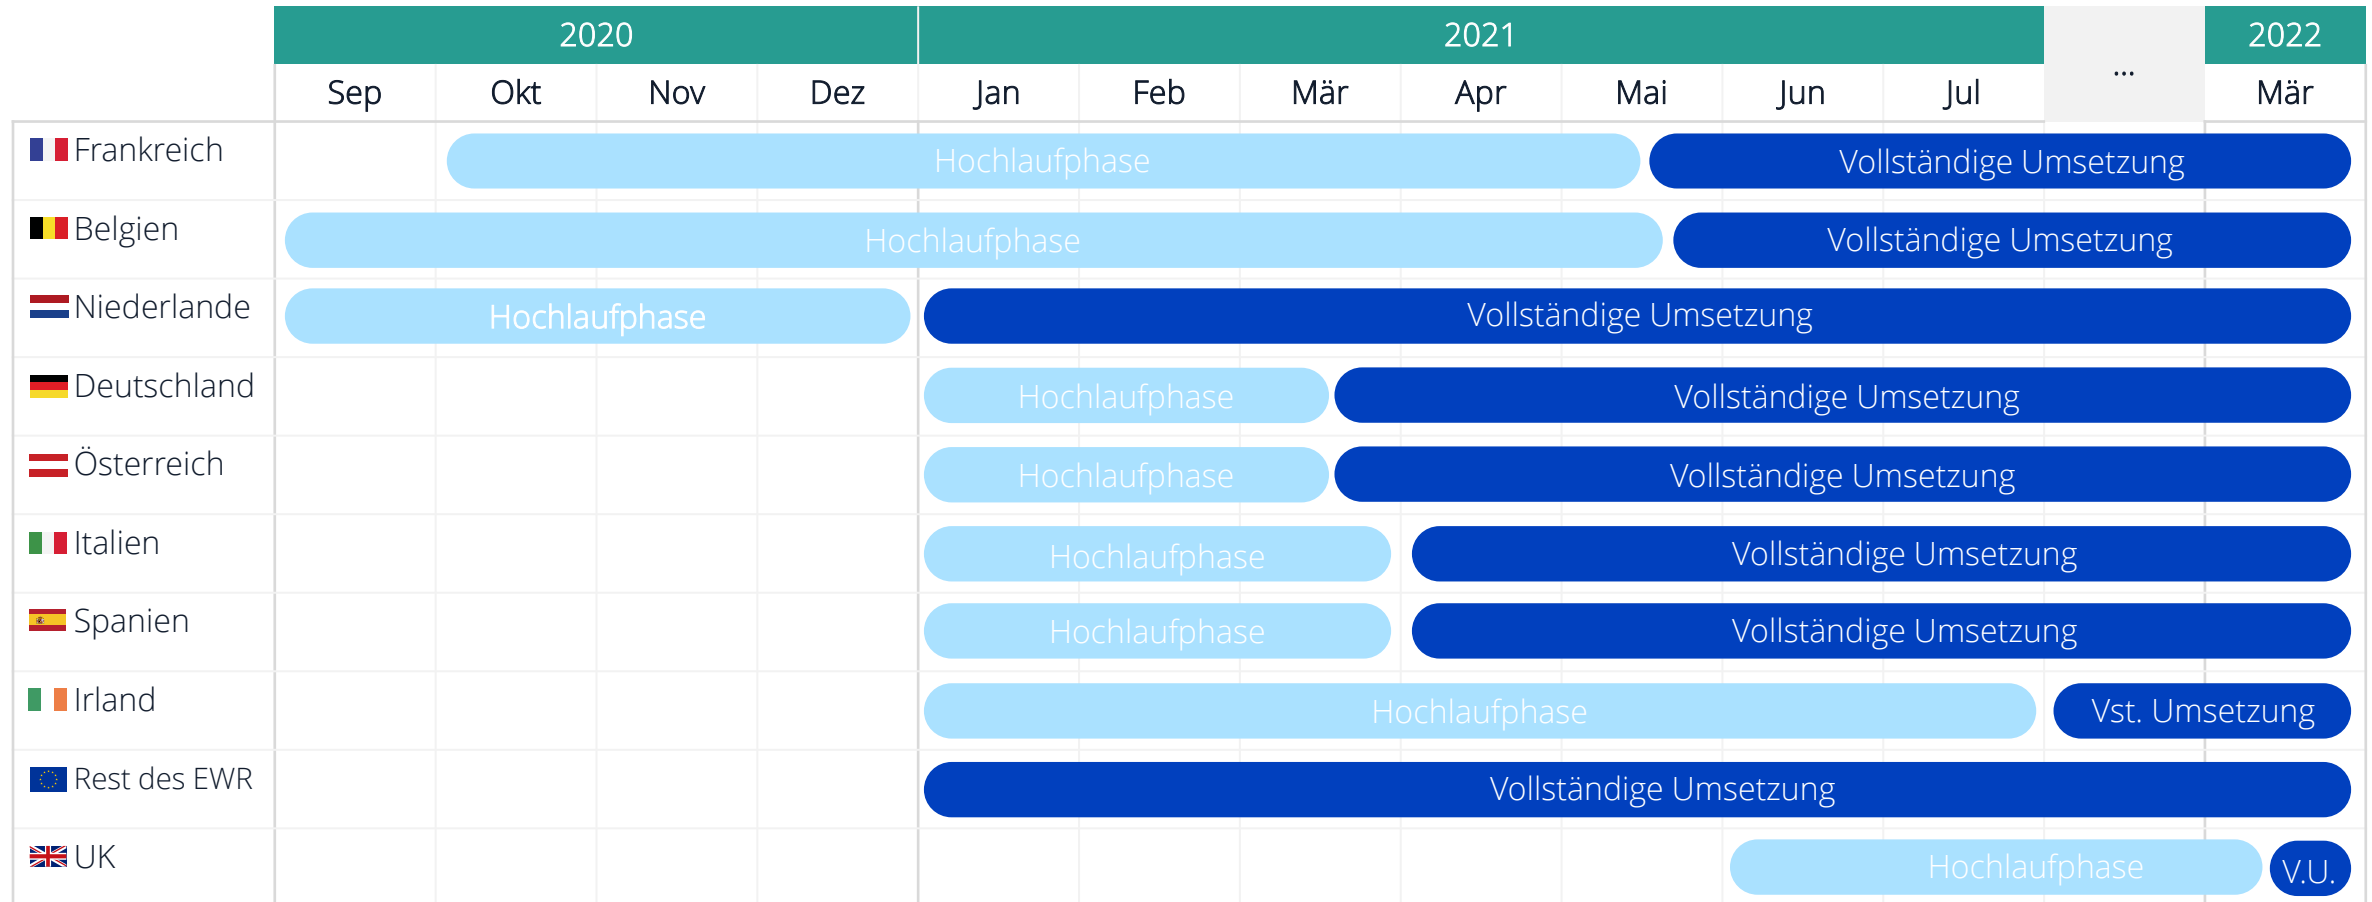 2020 2021 ... 2022
Sep Okt Nov Dez Jan Feb Mär Apr Mai Jun Jul Mär
Frankreich Hochlaufphase Vollständige Umsetzung
Belgien Hochlaufphase Vollständige Umsetzung
Niederlande Hochlaufphase Vollständige Umsetzung
Deutschland Hochlaufphase Vollständige Umsetzung
Österreich Hochlaufphase Vollständige Umsetzung
Italien Hochlaufphase Vollständige Umsetzung
Spanien Hochlaufphase Vollständige Umsetzung
Irland Hochlaufphase Vst. Umsetzung
Rest des EWR Vollständige Umsetzung
UK Hochlaufphase V.U.